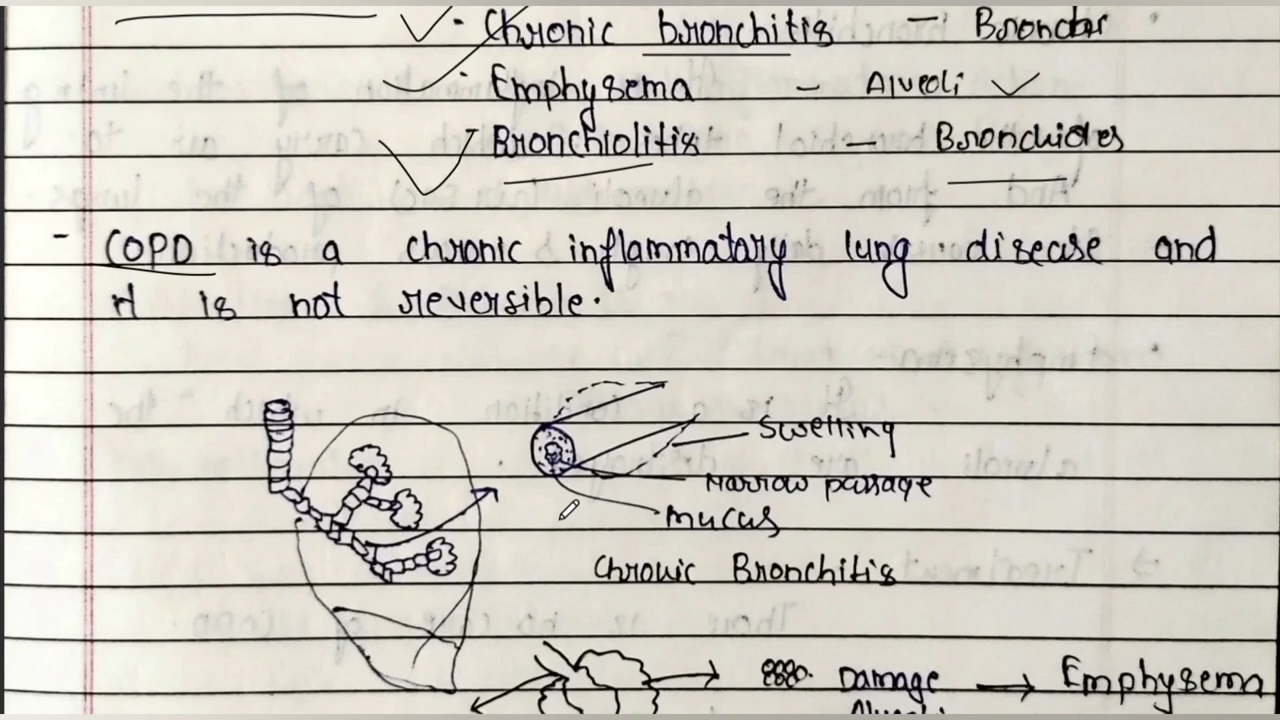 · Chronic bronchitis - Bronchi
· Emphysema - Alveoli
Bronchiolitis - Bronchioles
- COPD is a chronic inflammatory lung disease and
it is not reversible.
Swelling
Narrow passage
mucus
Chronic Bronchitis
Damage → Emphysema
Alveoli